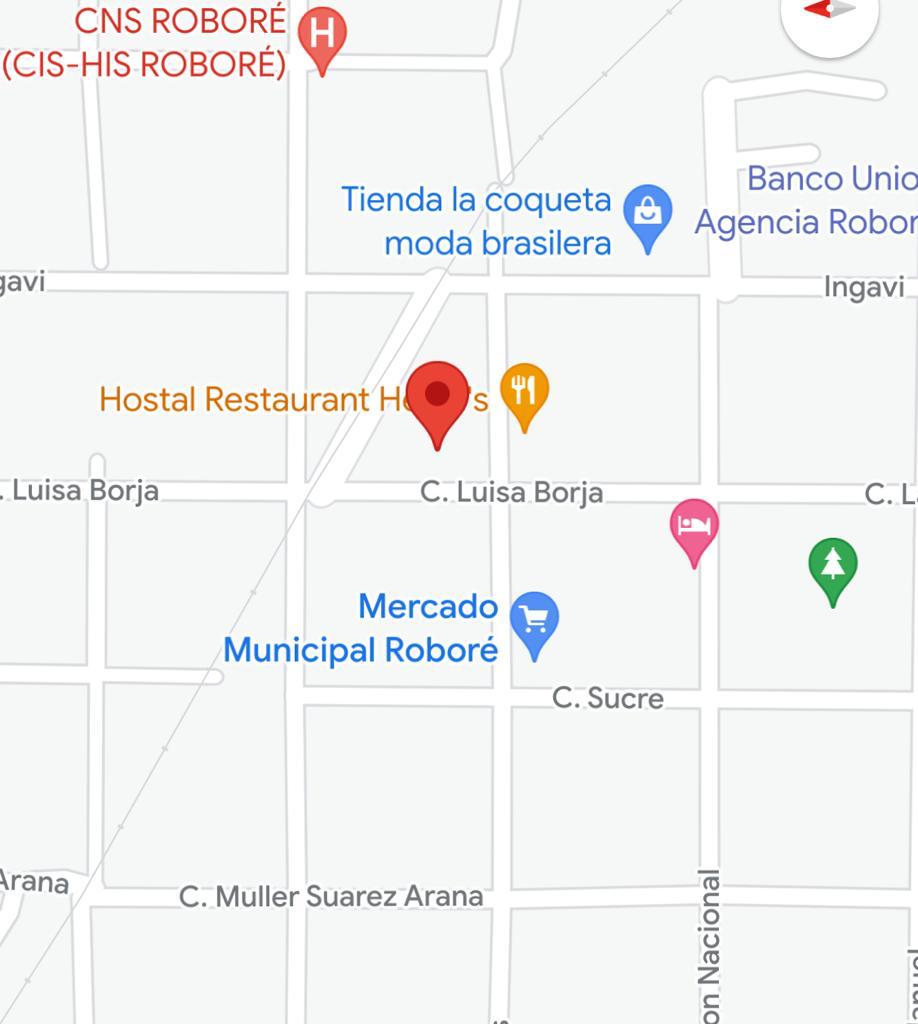 CNS ROBORÉ
(CIS-HIS ROBORÉ)
H
Tienda la coqueta
moda brasilera
Banco Unio
Agencia Robor
gavi
Ingavi
Hostal Restaurant H 's
. Luisa Borja
C. Luisa Borja
C. L
Mercado
Municipal Roboré
C. Sucre
Arana
C. Muller Suarez Arana
on Nacional